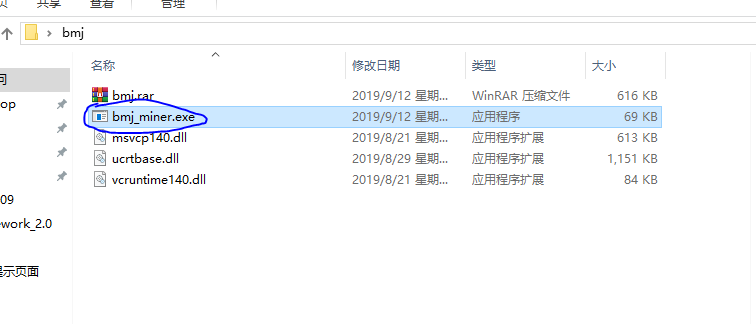 共享 查看 管理
bmj
名称 修改日期 类型 大小
bmj.rar 2019/9/12 星期... WinRAR 压缩文件 616 KB
bmj_miner.exe 2019/9/12 星期... 应用程序 69 KB
msvcp140.dll 2019/8/21 星期... 应用程序扩展 613 KB
ucrtbase.dll 2019/8/29 星期... 应用程序扩展 1,151 KB
vcruntime140.dll 2019/8/21 星期... 应用程序扩展 84 KB
op
09
ework_2.0
示页面